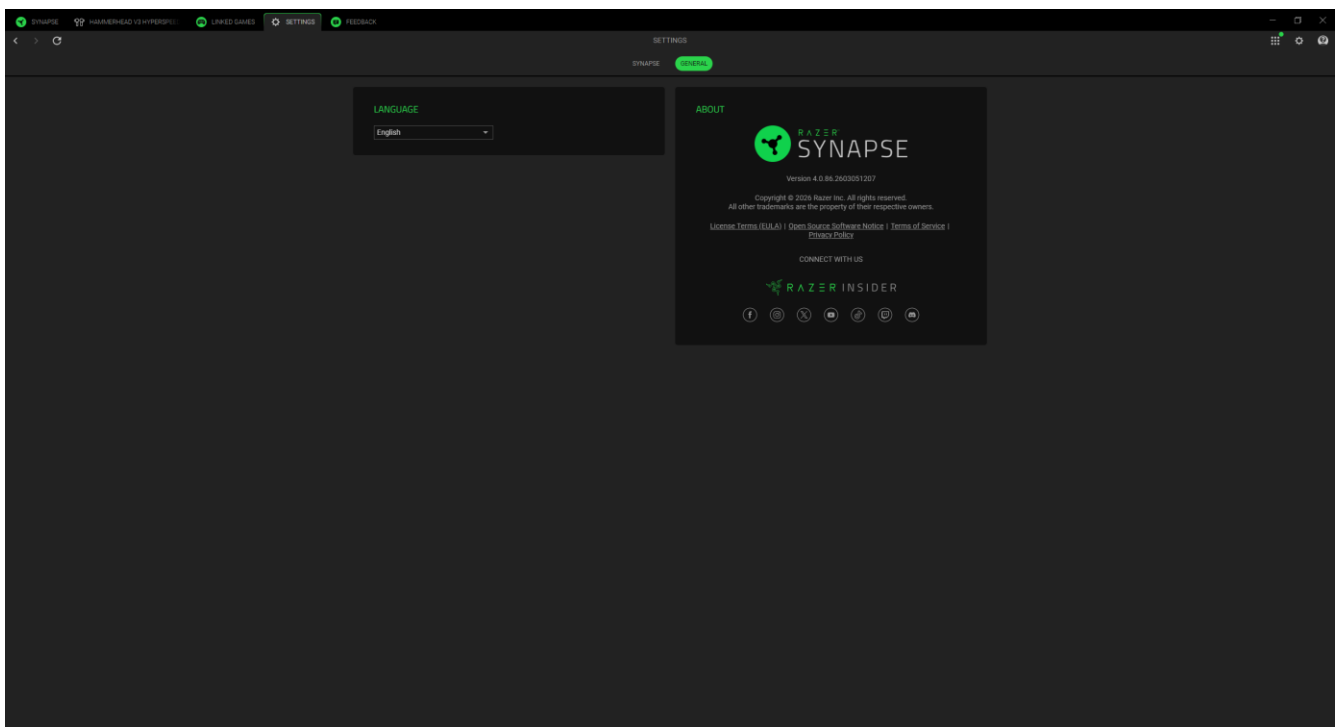 SYNAPSE
HAMMERHEAD V3 HYPERSPE
LINKED GAMES
SETTINGS
FEEDBACK
SETTINGS
SYNAPSE
GENERAL
LANGUAGE
English
ABOUT
RAZER
SYNAPSE
Version 4.0.86.2603051207
Copyright © 2026 Razer Inc. All rights reserved.
All other trademarks are the property of their respective owners.
License Terms (EULA) | Open Source Software Notice | Terms of Service |
Privacy Policy
CONNECT WITH US
RAZER INSIDER